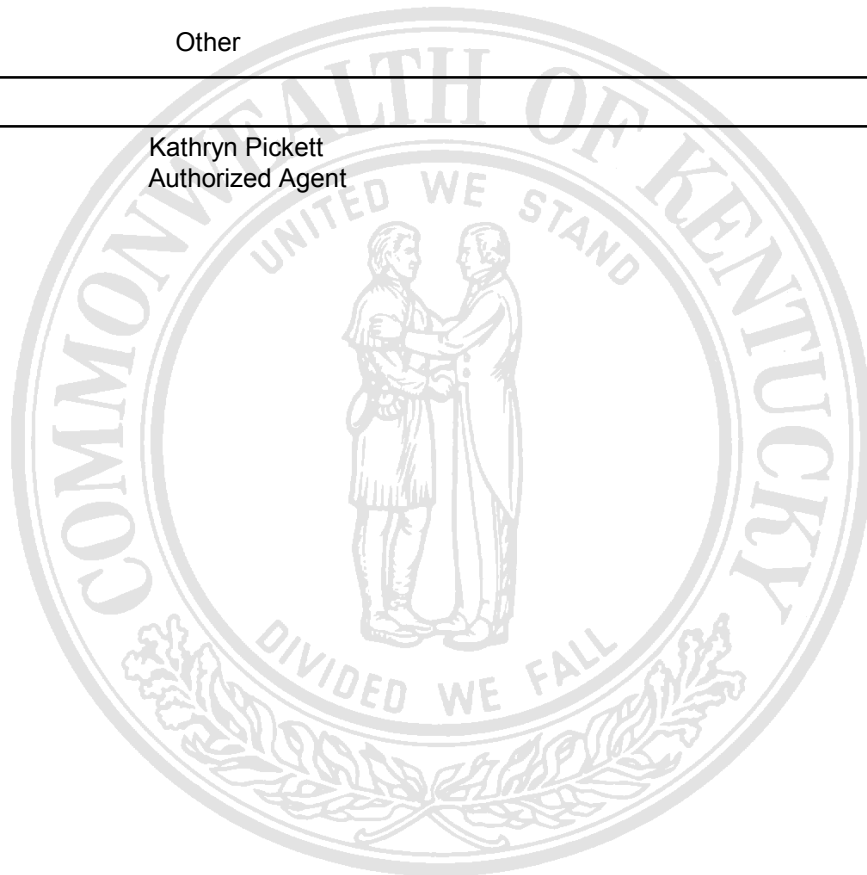 Other
Kathryn Pickett
Authorized Agent
COMMONWEALTH OF KENTUCKY
UNITED WE STAND
DIVIDED WE FALL